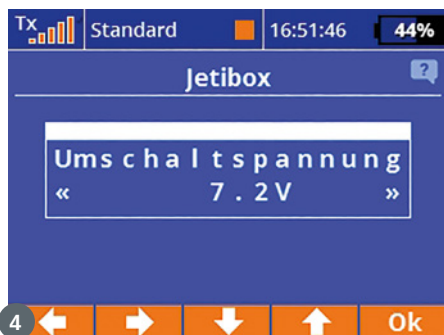 Tx Standard 16:51:46 44%
Jetibox ?
Umschaltspannung
« 7.2V »
4 Ok